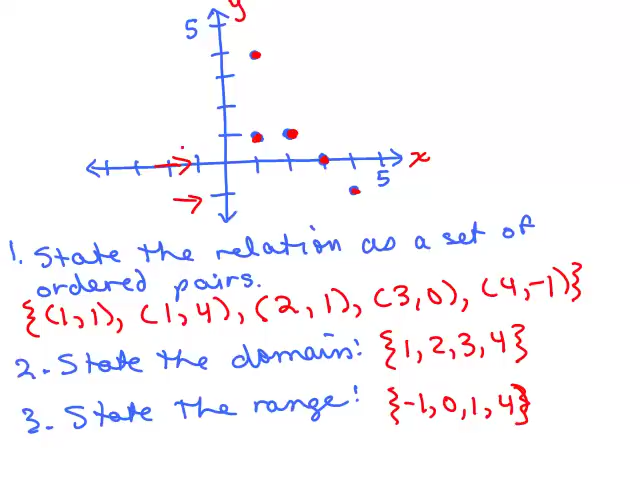 y
5
x
5
1. State the relation as a set of
ordered pairs.
{(1,1), (1,4), (2,1), (3,0), (4,-1)}
2. State the domain: {1,2,3,4}
3. State the range: {-1,0,1,4}